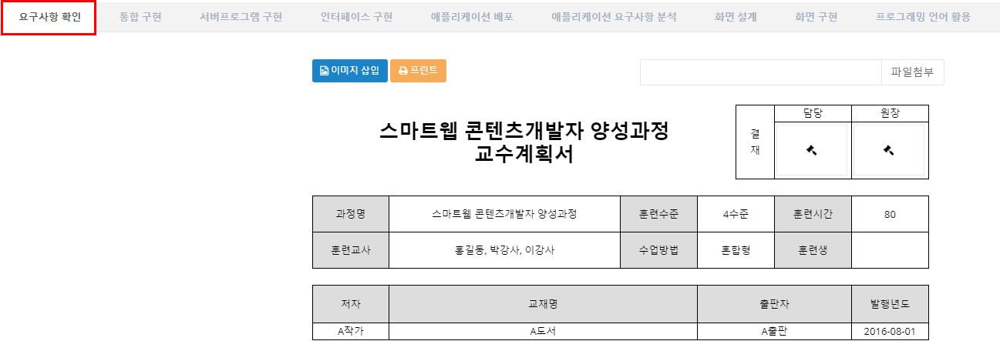 요구사항 확인 통합 구현 서버프로그램 구현 인터페이스 구현 애플리케이션 배포 애플리케이션 요구사항 분석 화면 설계 화면 구현 프로그래밍 언어 활용
이미지 삽입 프린트 파일첨부
스마트웹 콘텐츠개발자 양성과정
교수계획서
결
재
담당 원장
과정명 스마트웹 콘텐츠개발자 양성과정 훈련수준 4수준 훈련시간 80
훈련교사 홍길동, 박강사, 이강사 수업방법 혼합형 훈련생
저자 교재명 출판자 발행년도
A작가 A도서 A출판 2016-08-01